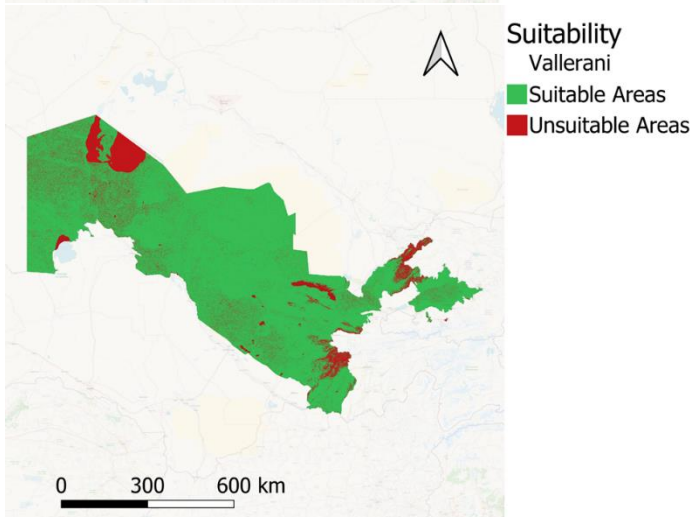 Suitability
Vallerani
Suitable Areas
Unsuitable Areas
0 300 600 km